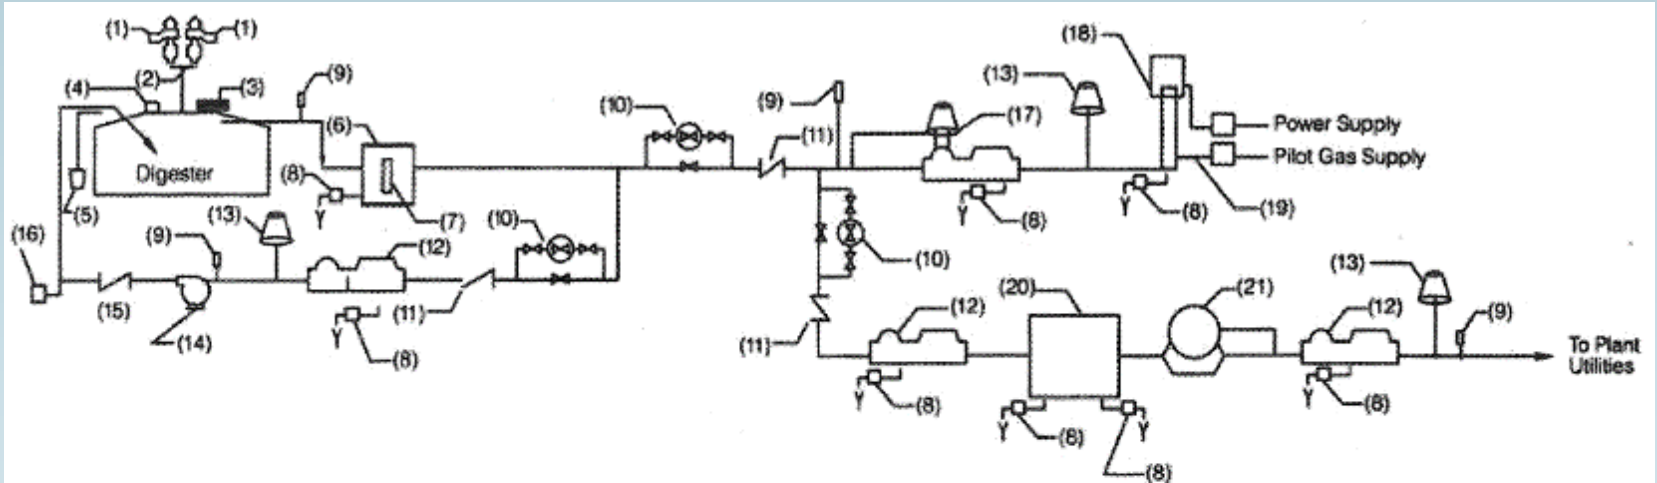 (1) (1)
(18)
(4) (2) (3) (9) (13)
(10) (9) (17)
(6) (11) Power Supply
Digester Pilot Gas Supply
(8) (8) (8) (19)
(5) (13) (7) (10)
(16) (9) (12) (10) (13)
(15) (11) (20) (21)
(14) (12) (12) (9)
(8) (11) To Plant
Utilities
(8) (8) (8)
(8)